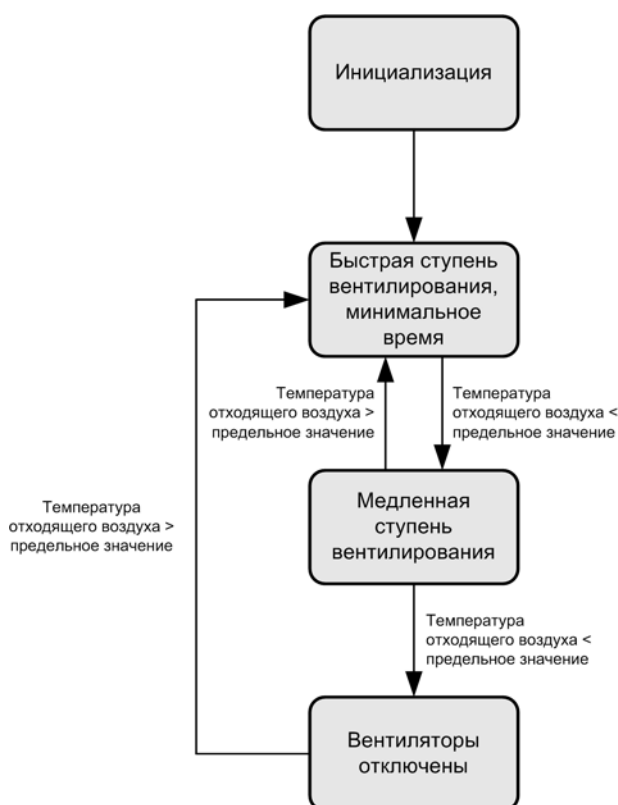 Инициализация
Быстрая ступень
вентилирования,
минимальное
время
Температура
отходящего воздуха >
предельное значение
Температура
отходящего воздуха <
предельное значение
Медленная
ступень
вентилирования
Температура
отходящего воздуха >
предельное значение
Температура
отходящего воздуха <
предельное значение
Вентиляторы
отключены